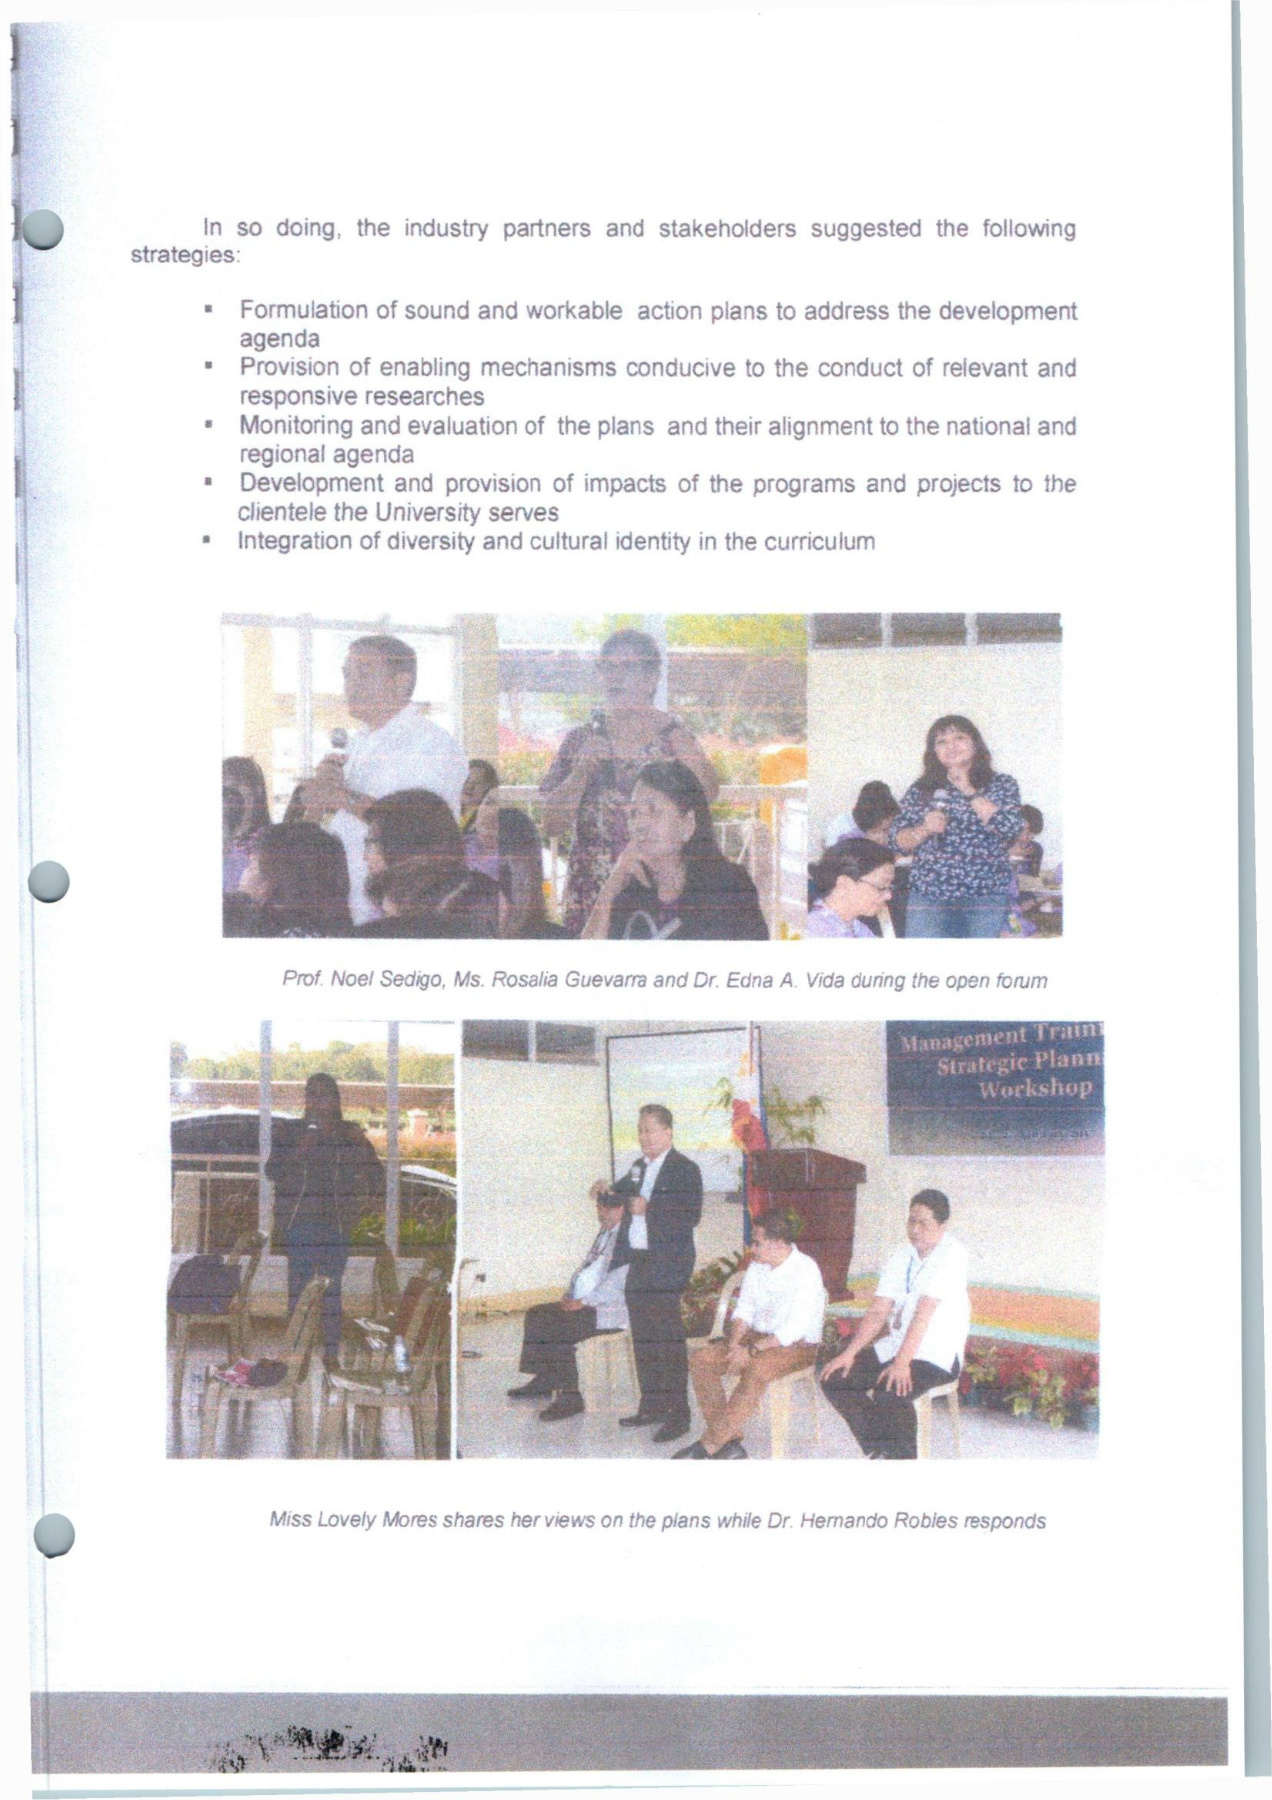 In so doing, the industry partners and stakeholders suggested the following
strategies:
▪ Formulation of sound and workable action plans to address the development
agenda
▪ Provision of enabling mechanisms conducive to the conduct of relevant and
responsive researches
▪ Monitoring and evaluation of the plans and their alignment to the national and
regional agenda
▪ Development and provision of impacts of the programs and projects to the
clientele the University serves
▪ Integration of diversity and cultural identity in the curriculum
Prof. Noel Sedigo, Ms. Rosalia Guevarra and Dr. Edna A. Vida during the open forum
Management Traini
Strategic Plann
Workshop
Miss Lovely Mores shares her views on the plans while Dr. Hernando Robles responds